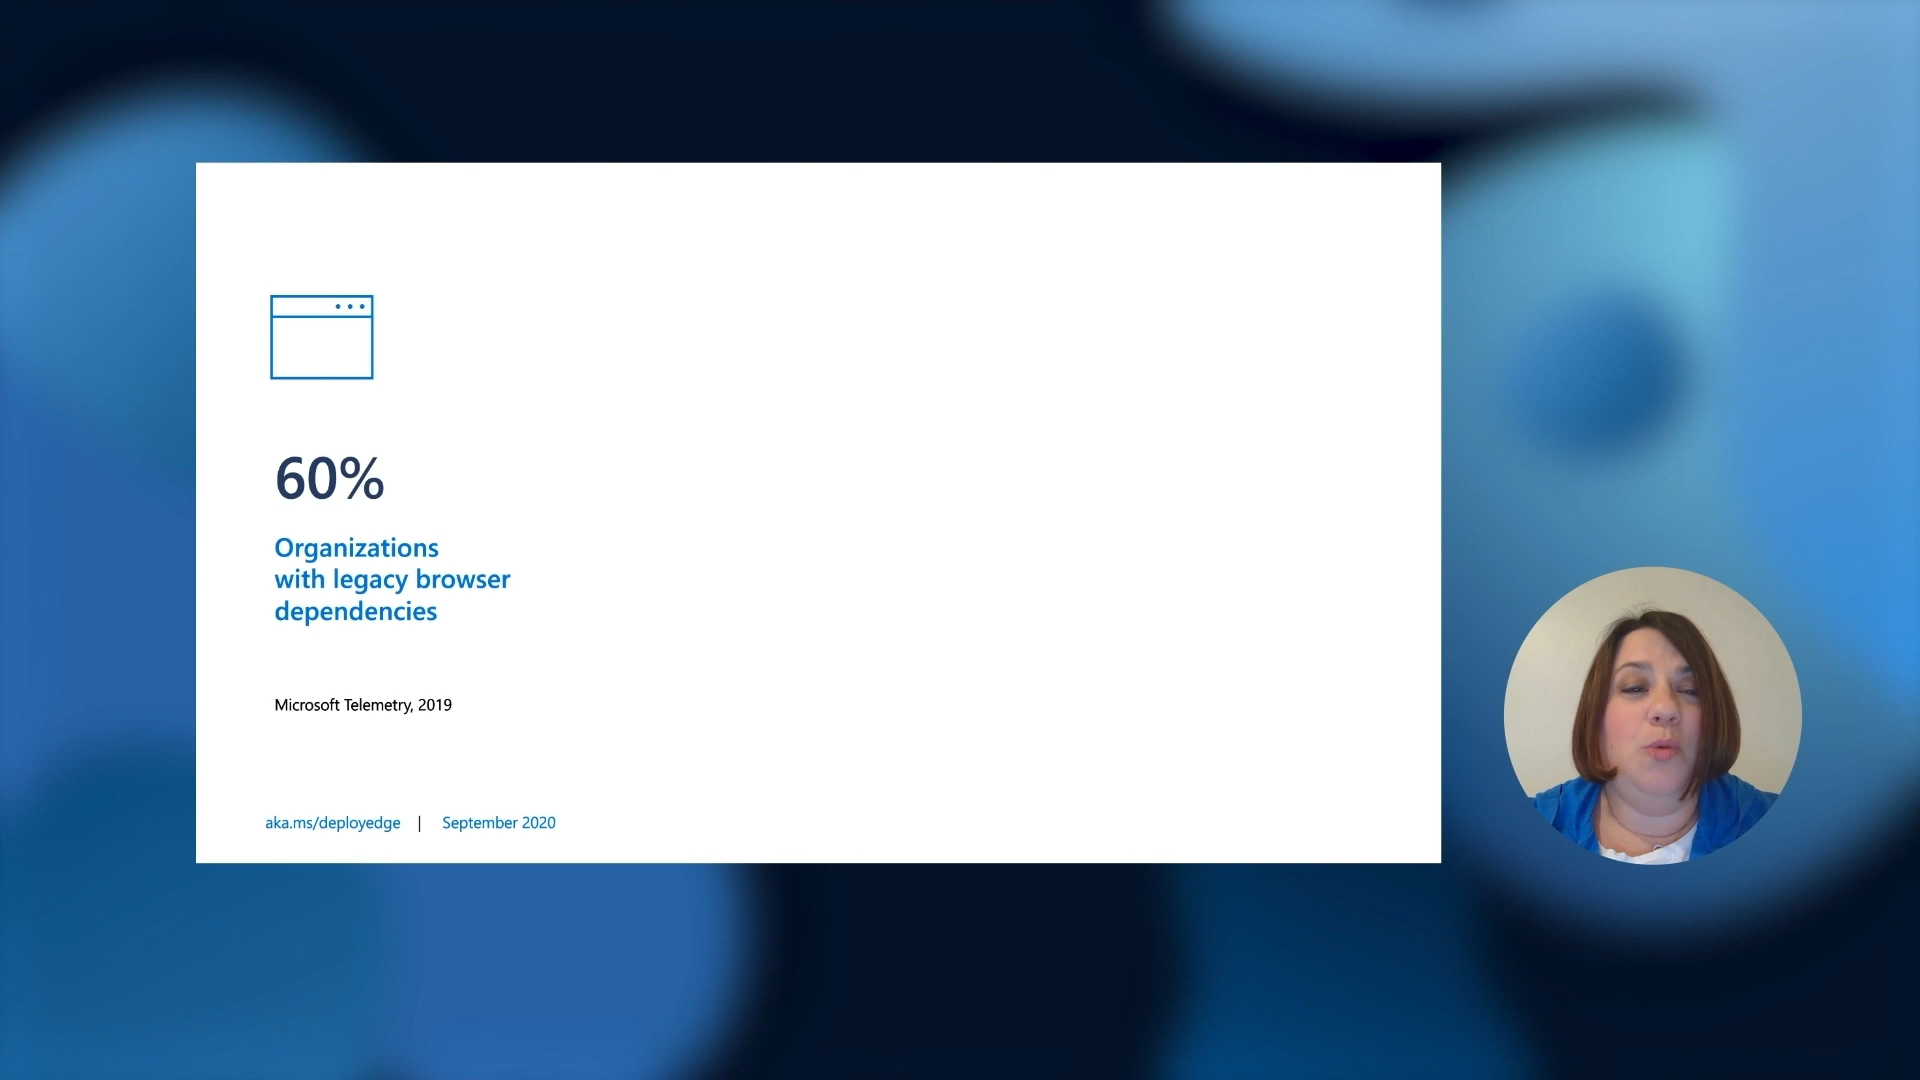 60%
Organizations
with legacy browser
dependencies
Microsoft Telemetry, 2019
aka.ms/deployedge | September 2020